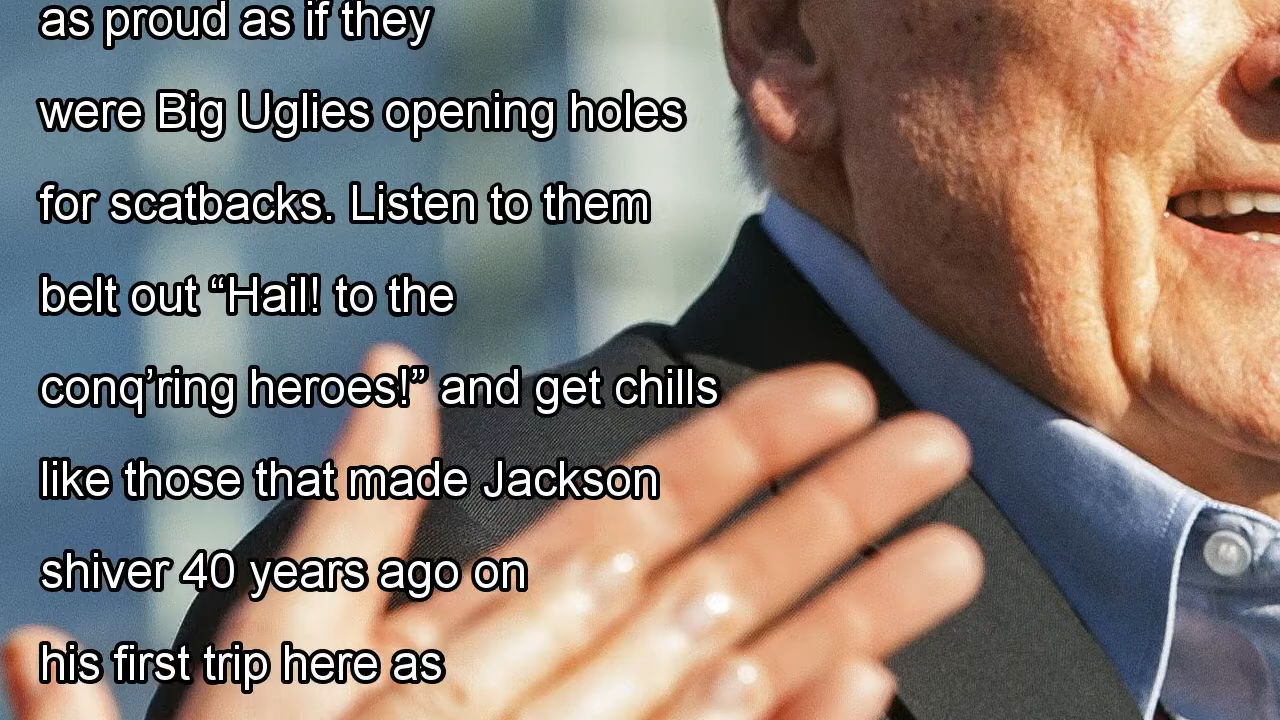 as proud as if they
were Big Uglies opening holes
for scatbacks. Listen to them
belt out “Hail! to the
conq’ring heroes!” and get chills
like those that made Jackson
shiver 40 years ago on
his first trip here as